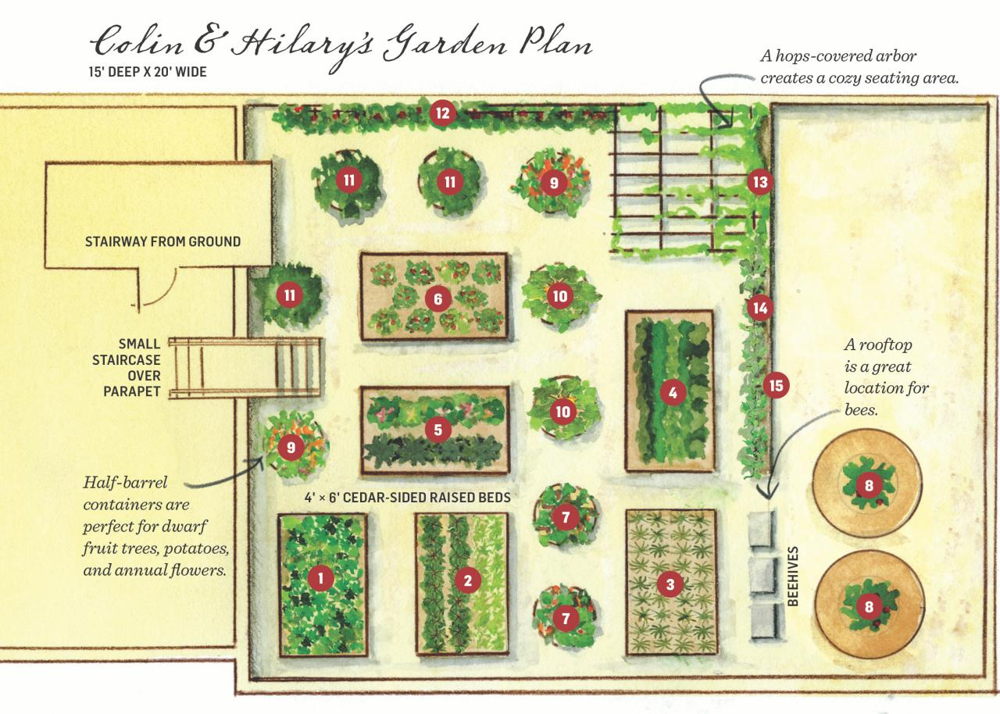 Colin & Hilary's Garden Plan
15' DEEP X 20' WIDE
A hops-covered arbor
creates a cozy seating area.
12
11
11
9
13
STAIRWAY FROM GROUND
11
6
10
14
SMALL
STAIRCASE
OVER
PARAPET
A rooftop
is a great
location for
bees.
4
15
5
10
9
Half-barrel
containers are
perfect for dwarf
fruit trees, potatoes,
and annual flowers.
4' × 6' CEDAR-SIDED RAISED BEDS
7
8
1
2
3
7
BEEHIVES
8